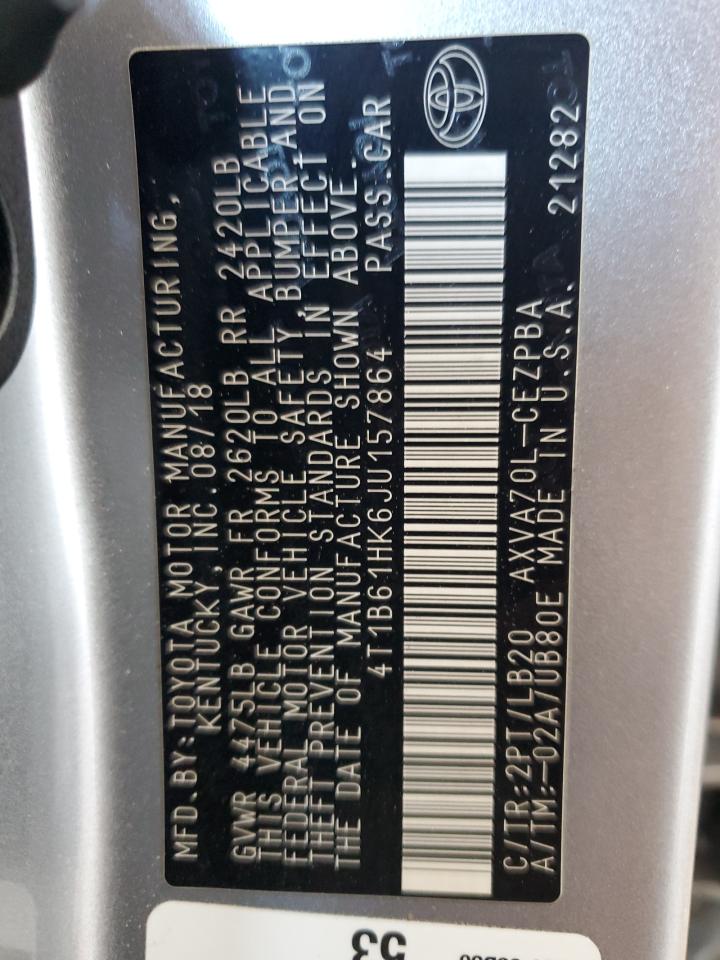 MFD.BY:TOYOTA MOTOR MANUFACTURING,
KENTUCKY,INC.08/18
GVWR 4475LB GAWR FR 2620LB RR 2420LB
THIS VEHICLE CONFORMS TO ALL APPLICABLE
FEDERAL MOTOR VEHICLE SAFETY, BUMPER AND
THEFT PREVENTION STANDARDS IN EFFECT ON
THE DATE OF MANUFACTURE SHOWN ABOVE.
4T1B61HK6JU157864 PASS.CAR
C/TR:2PT/LB20 AXVA70L-CEZPBA
A/TM:-02A/UB80E MADE IN U.S.A. 21282
53